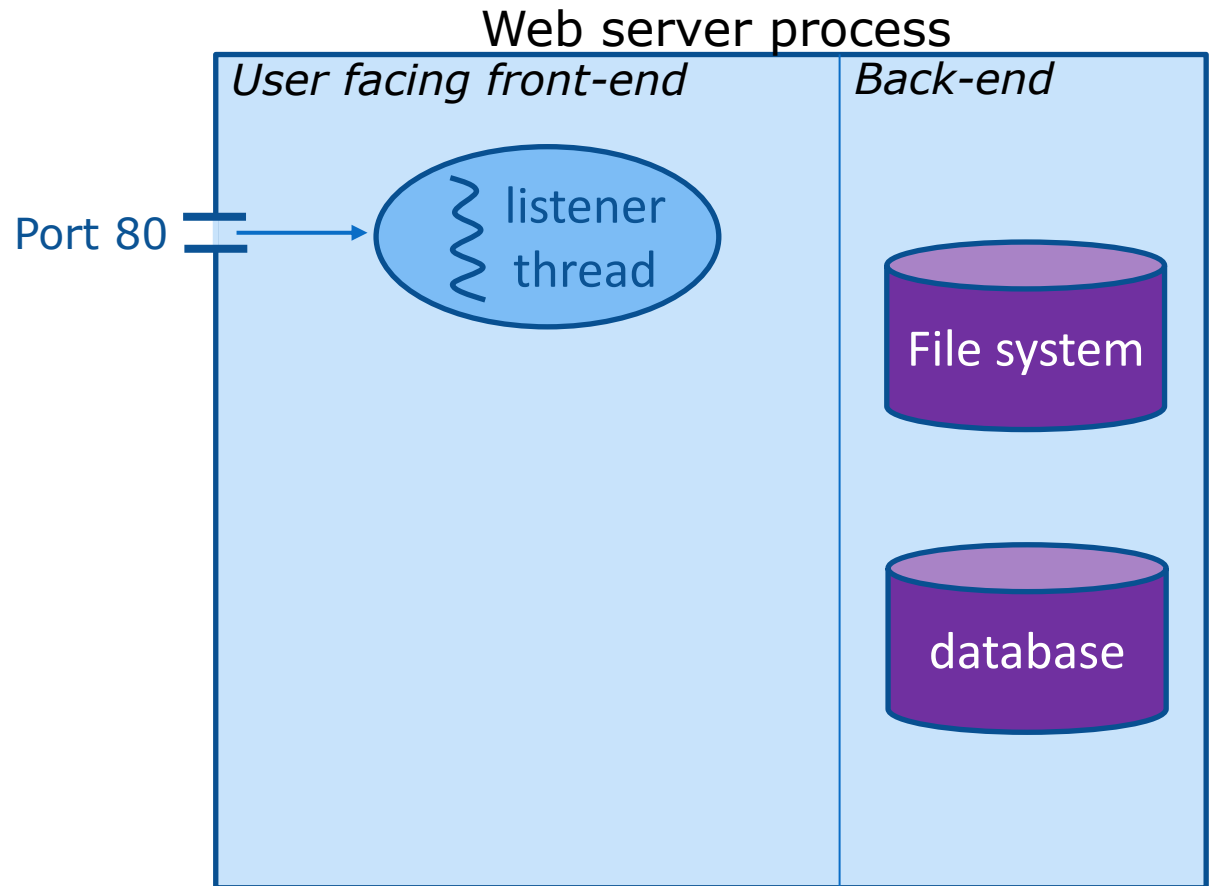 Web server process
User facing front-end
Back-end
Port 80
listener
thread
File system
database